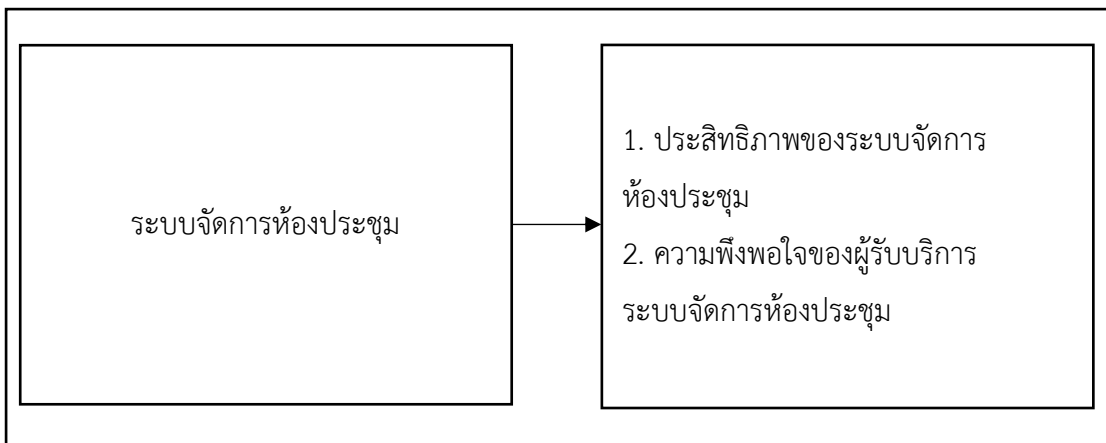 ระบบจัดการห้องประชุม
1. ประสิทธิภาพของระบบจัดการ
ห้องประชุม
2. ความพึงพอใจของผู้รับบริการ
ระบบจัดการห้องประชุม